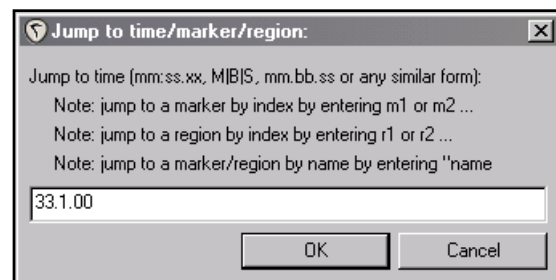 Jump to time/marker/region:
Jump to time (mm:ss.xx, M|B|S, mm.bb.ss or any similar form):
Note: jump to a marker by index by entering m1 or m2 ...
Note: jump to a region by index by entering r1 or r2 ...
Note: jump to a marker/region by name by entering "name
33.1.00
OK Cancel